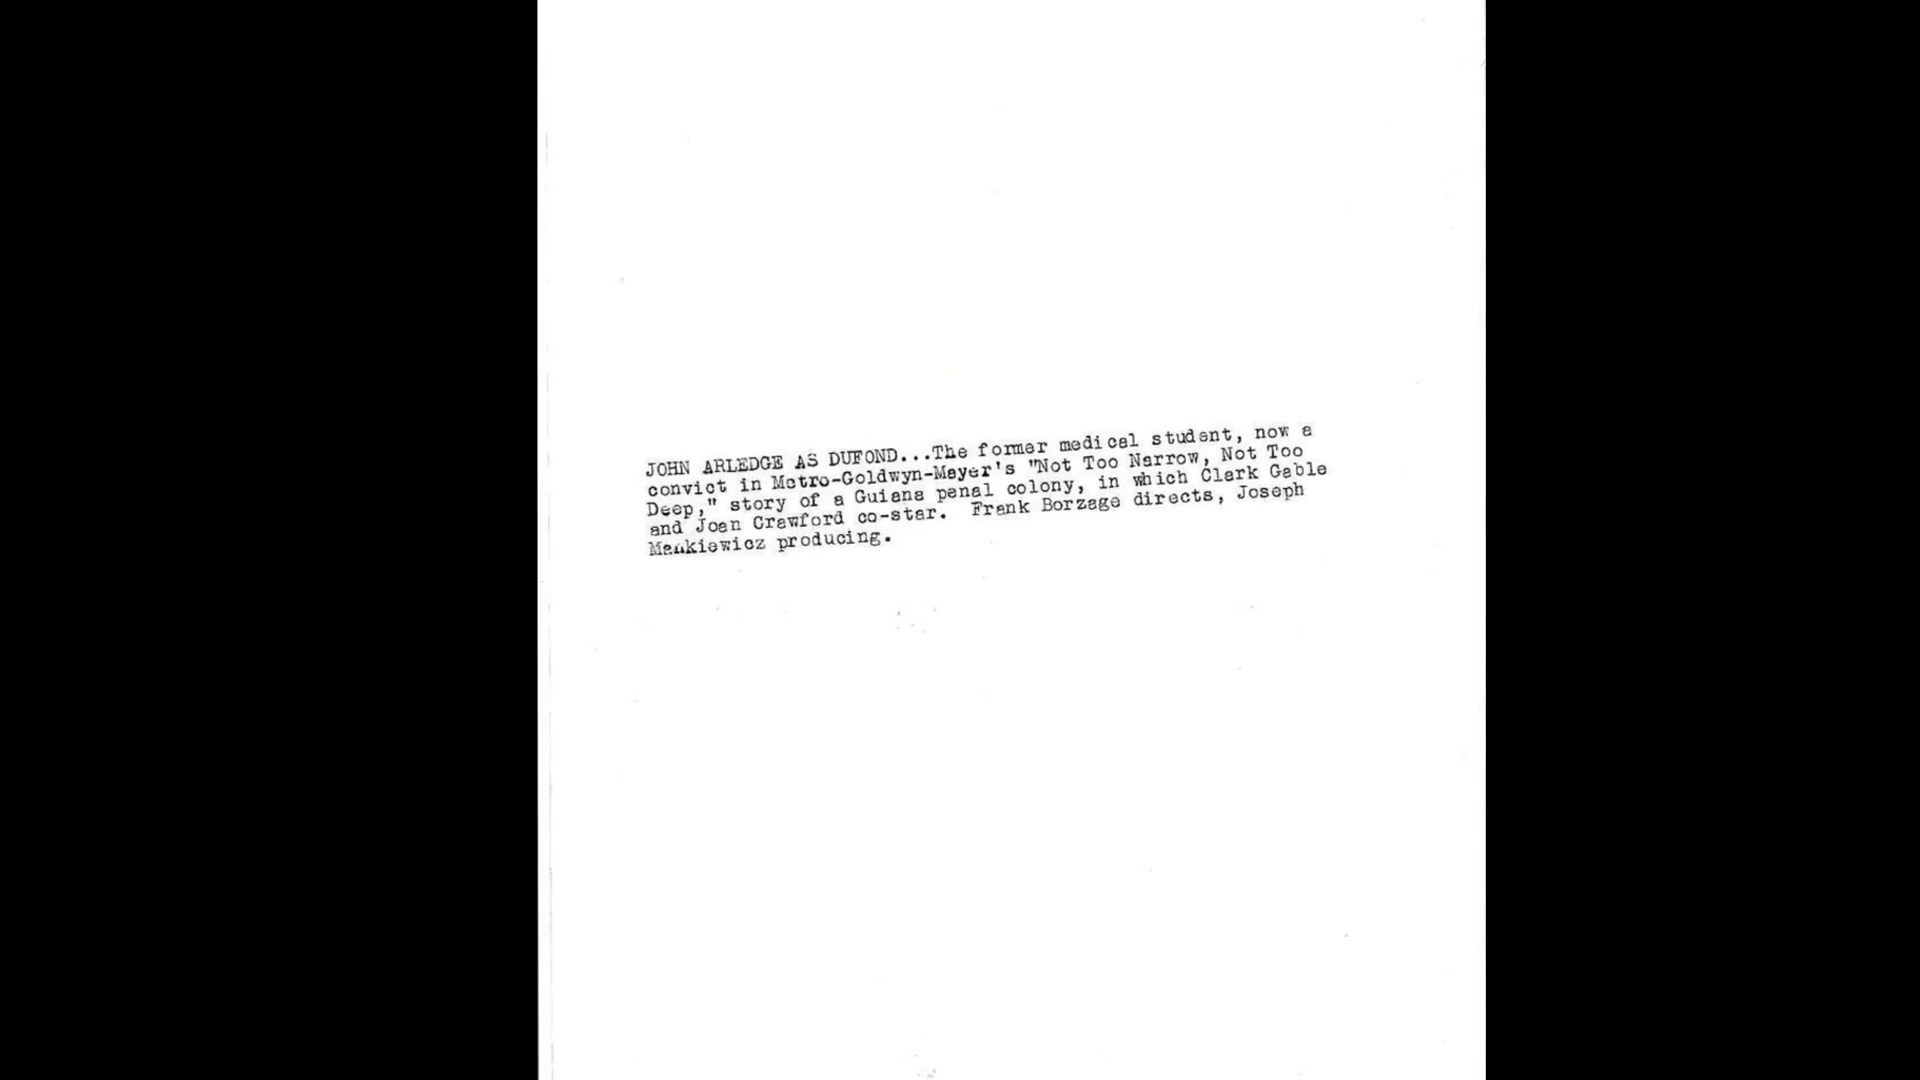 JOHN ARLEDGE AS DUFOND...The former medical student, now a
convict in Metro-Goldwyn-Mayer's "Not Too Narrow, Not Too
Deep," story of a Guiana penal colony, in which Clark Gable
and Joan Crawford co-star. Frank Borzage directs, Joseph
Mankiewicz producing.